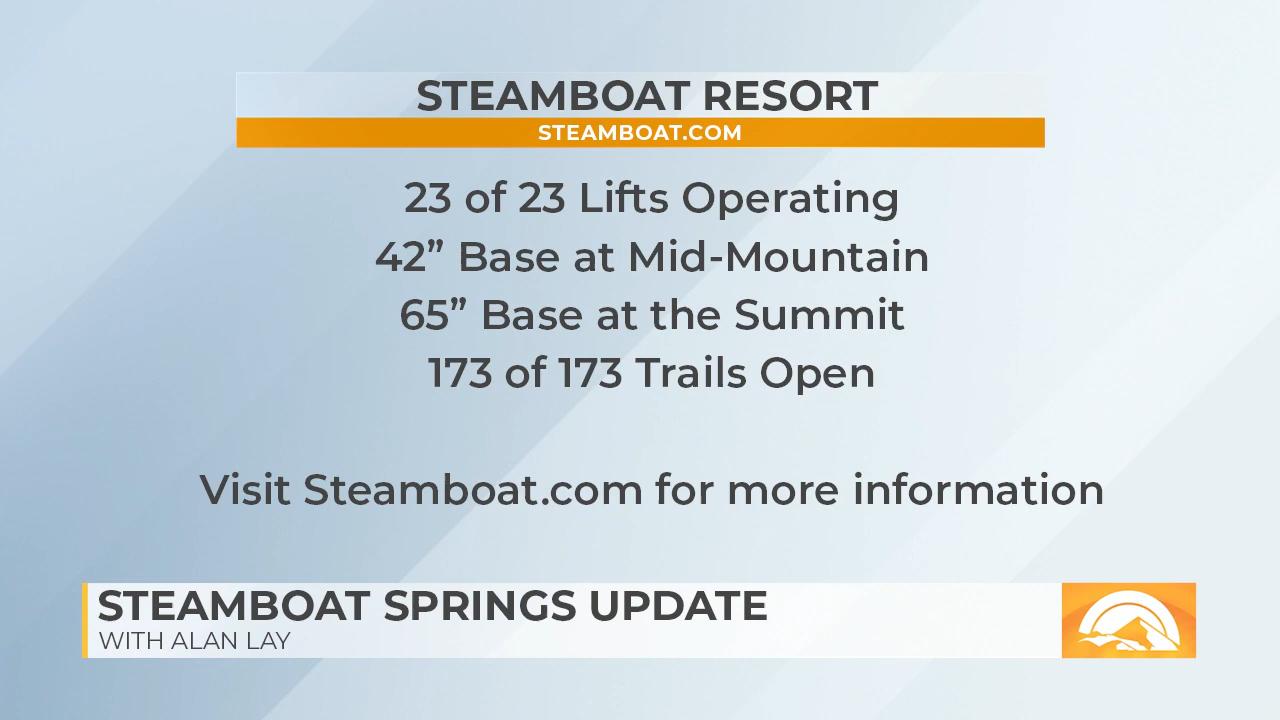 STEAMBOAT RESORT
STEAMBOAT.COM
23 of 23 Lifts Operating
42” Base at Mid-Mountain
65” Base at the Summit
173 of 173 Trails Open
Visit Steamboat.com for more information
STEAMBOAT SPRINGS UPDATE
WITH ALAN LAY